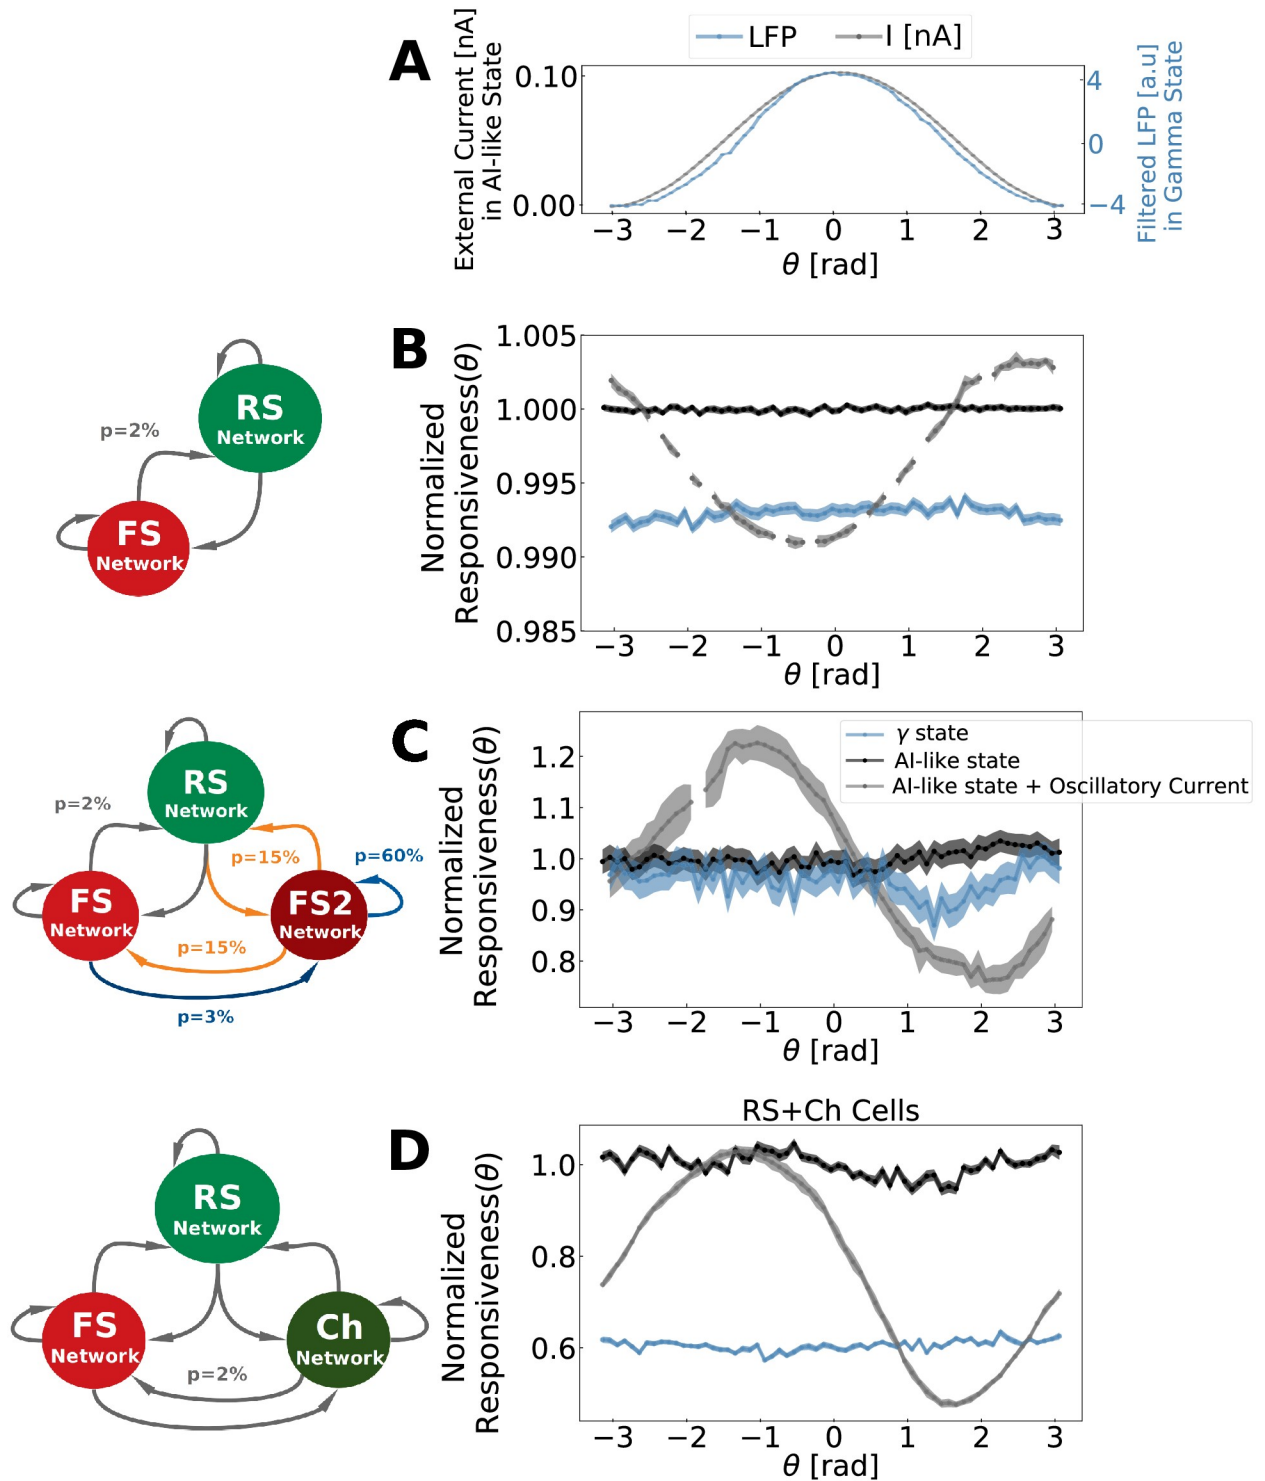 A
LFP
I [nA]
External Current [nA]
in AI-like State
0.10
0.00
4
0
−4
Filtered LFP [a.u]
in Gamma State
−3 −2 −1 0 1 2 3
θ [rad]
RS
Network
p=2%
FS
Network
B
Normalized
Responsiveness(θ)
1.005
1.000
0.995
0.990
0.985
−3 −2 −1 0 1 2 3
θ [rad]
RS
Network
p=2%
p=15%
p=60%
FS
Network
FS2
Network
p=15%
p=3%
C
Normalized
Responsiveness(θ)
1.2
1.1
1.0
0.9
0.8
γ state
AI-like state
AI-like state + Oscillatory Current
−3 −2 −1 0 1 2 3
θ [rad]
RS
Network
FS
Network
Ch
Network
p=2%
D
RS+Ch Cells
Normalized
Responsiveness(θ)
1.0
0.8
0.6
−3 −2 −1 0 1 2 3
θ [rad]